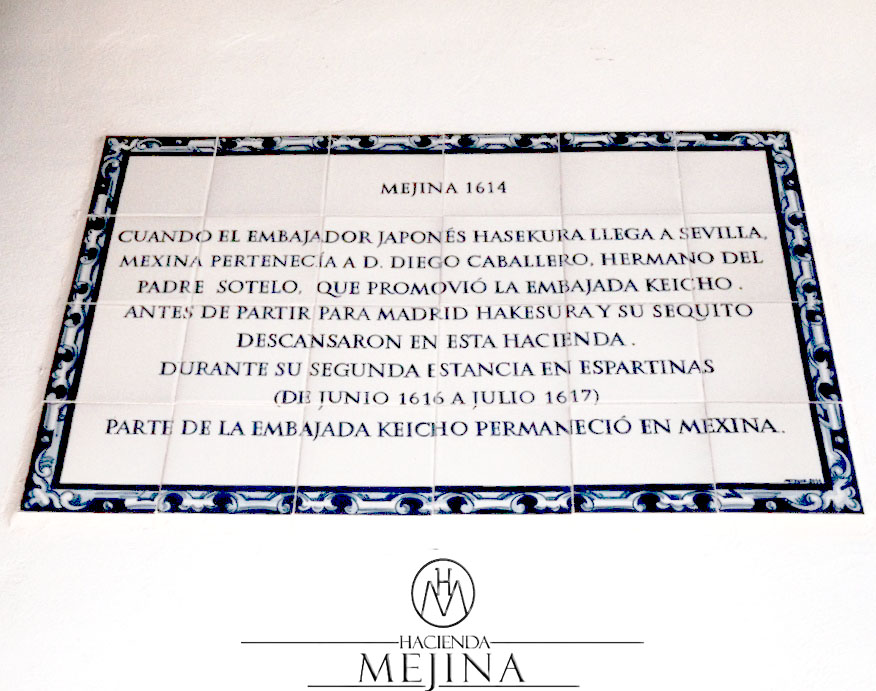 MEJINA 1614
CUANDO EL EMBAJADOR JAPONÉS HASEKURA LLEGA A SEVILLA,
MEXINA PERTENECÍA A D. DIEGO CABALLERO, HERMANO DEL
PADRE SOTELO, QUE PROMOVIÓ LA EMBAJADA KEICHO.
ANTES DE PARTIR PARA MADRID HAKESURA Y SU SEQUITO
DESCANSARON EN ESTA HACIENDA.
DURANTE SU SEGUNDA ESTANCIA EN ESPARTINAS
(DE JUNIO 1616 A JULIO 1617)
PARTE DE LA EMBAJADA KEICHO PERMANECIÓ EN MEXINA.
HM
HACIENDA
MEJINA